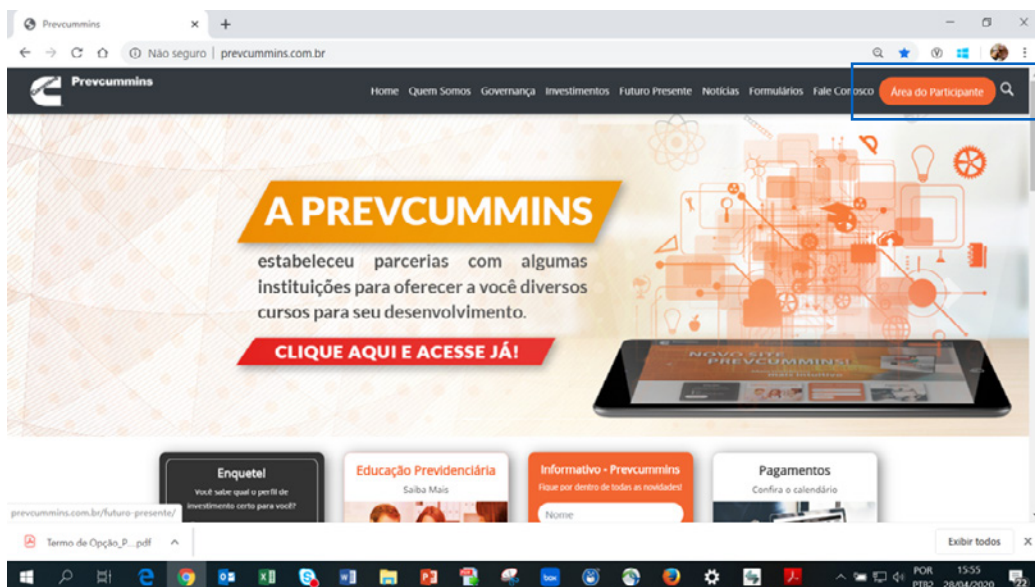 Prevcummins
Não seguro | prevcummins.com.br
Prevcummins
Home Quem Somos Governança Investimentos Futuro Presente Notícias Formulários Fale Conosco Área do Participante
A PREVCUMMINS
estabeleceu parcerias com algumas
instituições para oferecer a você diversos
cursos para seu desenvolvimento.
CLIQUE AQUI E ACESSE JÁ!
NOVO SITE
PREVCUMMINS!
Enquete!
Você sabe qual o perfil de
investimento certo para você?
Educação Previdenciária
Saiba Mais
Informativo - Prevcummins
Fique por dentro de todas as novidades!
Nome
Pagamentos
Confira o calendário
prevcummins.com.br/futuro-presente/
Termo de Opção_P....pdf
Exibir todos
POR 15:55
PTB2 28/04/2020